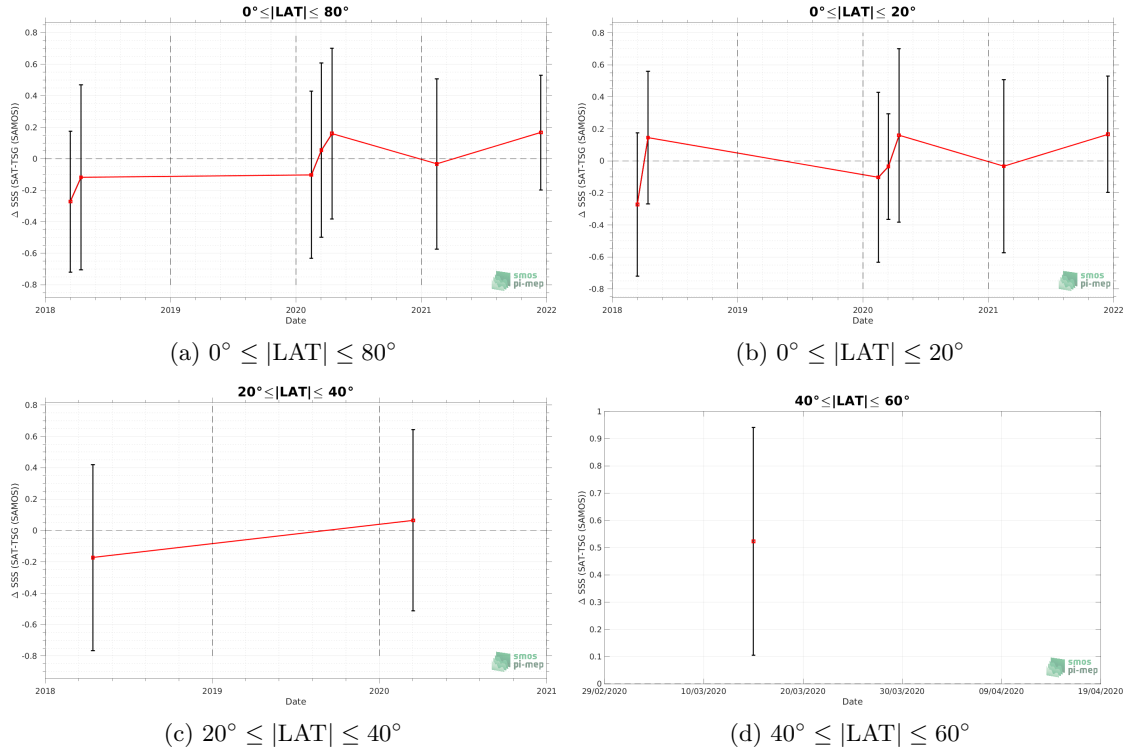 0°≤|LAT|≤ 80°
Δ SSS (SAT-TSG (SAMOS))
0.8
0.6
0.4
0.2
0
-0.2
-0.4
-0.6
-0.8
2018 2019 2020 2021 2022
Date
smos
pi-mep
(a) 0° ≤ |LAT| ≤ 80°
0°≤|LAT|≤ 20°
Δ SSS (SAT-TSG (SAMOS))
0.8
0.6
0.4
0.2
0
-0.2
-0.4
-0.6
-0.8
2018 2019 2020 2021 2022
Date
smos
pi-mep
(b) 0° ≤ |LAT| ≤ 20°
20°≤|LAT|≤ 40°
Δ SSS (SAT-TSG (SAMOS))
0.8
0.6
0.4
0.2
0
-0.2
-0.4
-0.6
-0.8
2018 2019 2020 2021
Date
smos
pi-mep
(c) 20° ≤ |LAT| ≤ 40°
40°≤|LAT|≤ 60°
Δ SSS (SAT-TSG (SAMOS))
1
0.9
0.8
0.7
0.6
0.5
0.4
0.3
0.2
0.1
0
29/02/2020 10/03/2020 20/03/2020 30/03/2020 09/04/2020 19/04/2020
Date
smos
pi-mep
(d) 40° ≤ |LAT| ≤ 60°